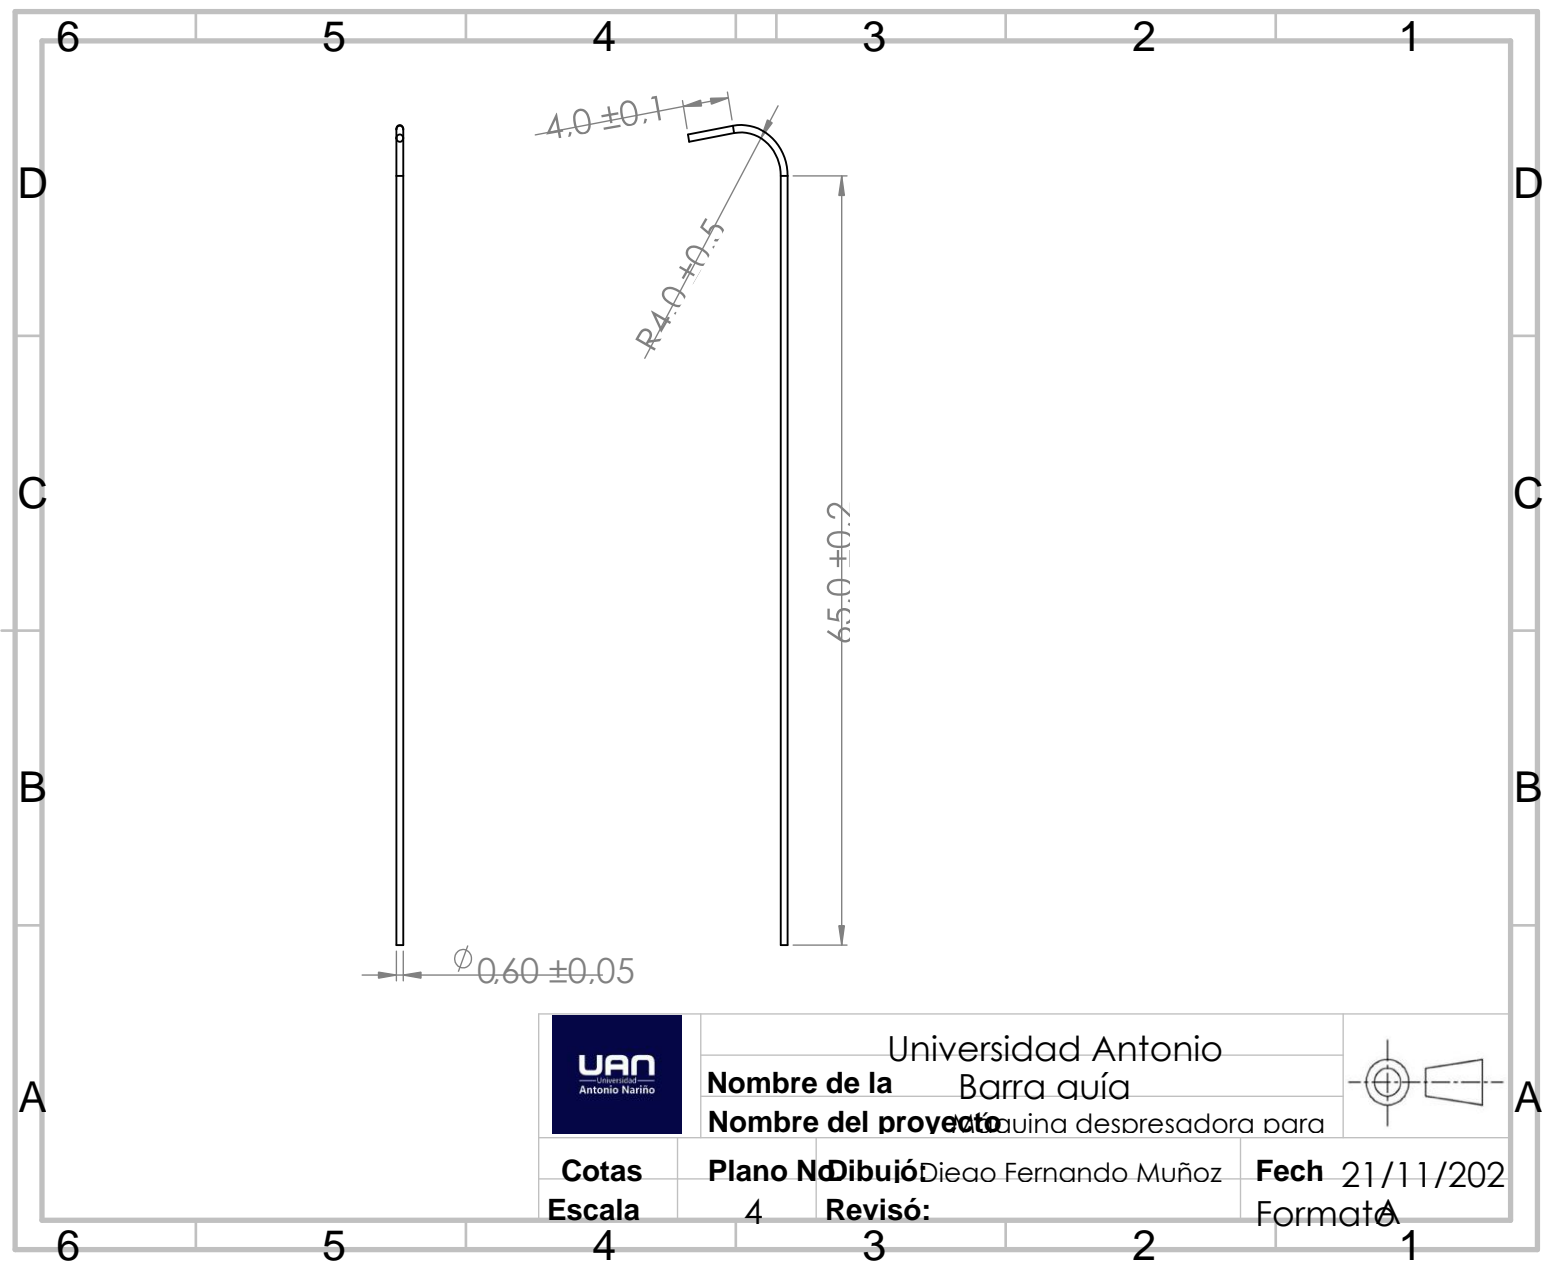 6 5 4 3 2 1
4,0 ±0,1
D D
R4,0 ±0,5
C C
65,0 ±0,2
B B
Ø 0,60 ±0,05
UAN
Universidad
Antonio Nariño
Universidad Antonio
Nombre de la Barra guía
Nombre del proyecto Máquina despresadora para
A A
Cotas Plano No Dibujó: Diego Fernando Muñoz Fech 21/11/202
Escala 4 Revisó: Formato A
6 5 4 3 2 1